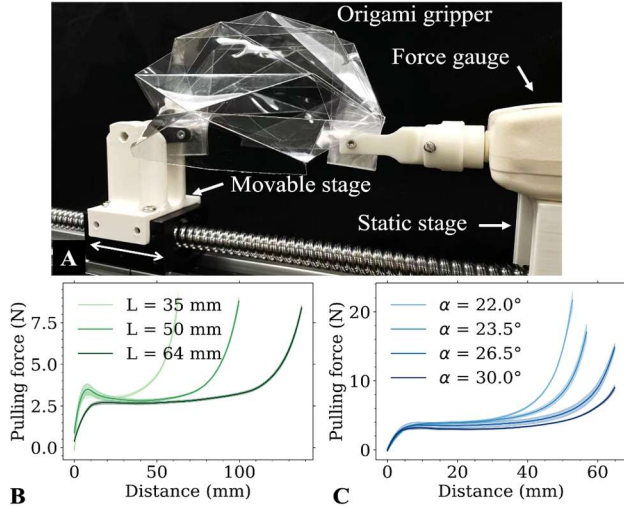 Origami gripper
Force gauge
Movable stage
Static stage
A
7.5
5.0
2.5
0.0
Pulling force (N)
L = 35 mm
L = 50 mm
L = 64 mm
0
50
100
Distance (mm)
B
20
10
0
Pulling force (N)
α = 22.0°
α = 23.5°
α = 26.5°
α = 30.0°
0
20
40
60
Distance (mm)
C